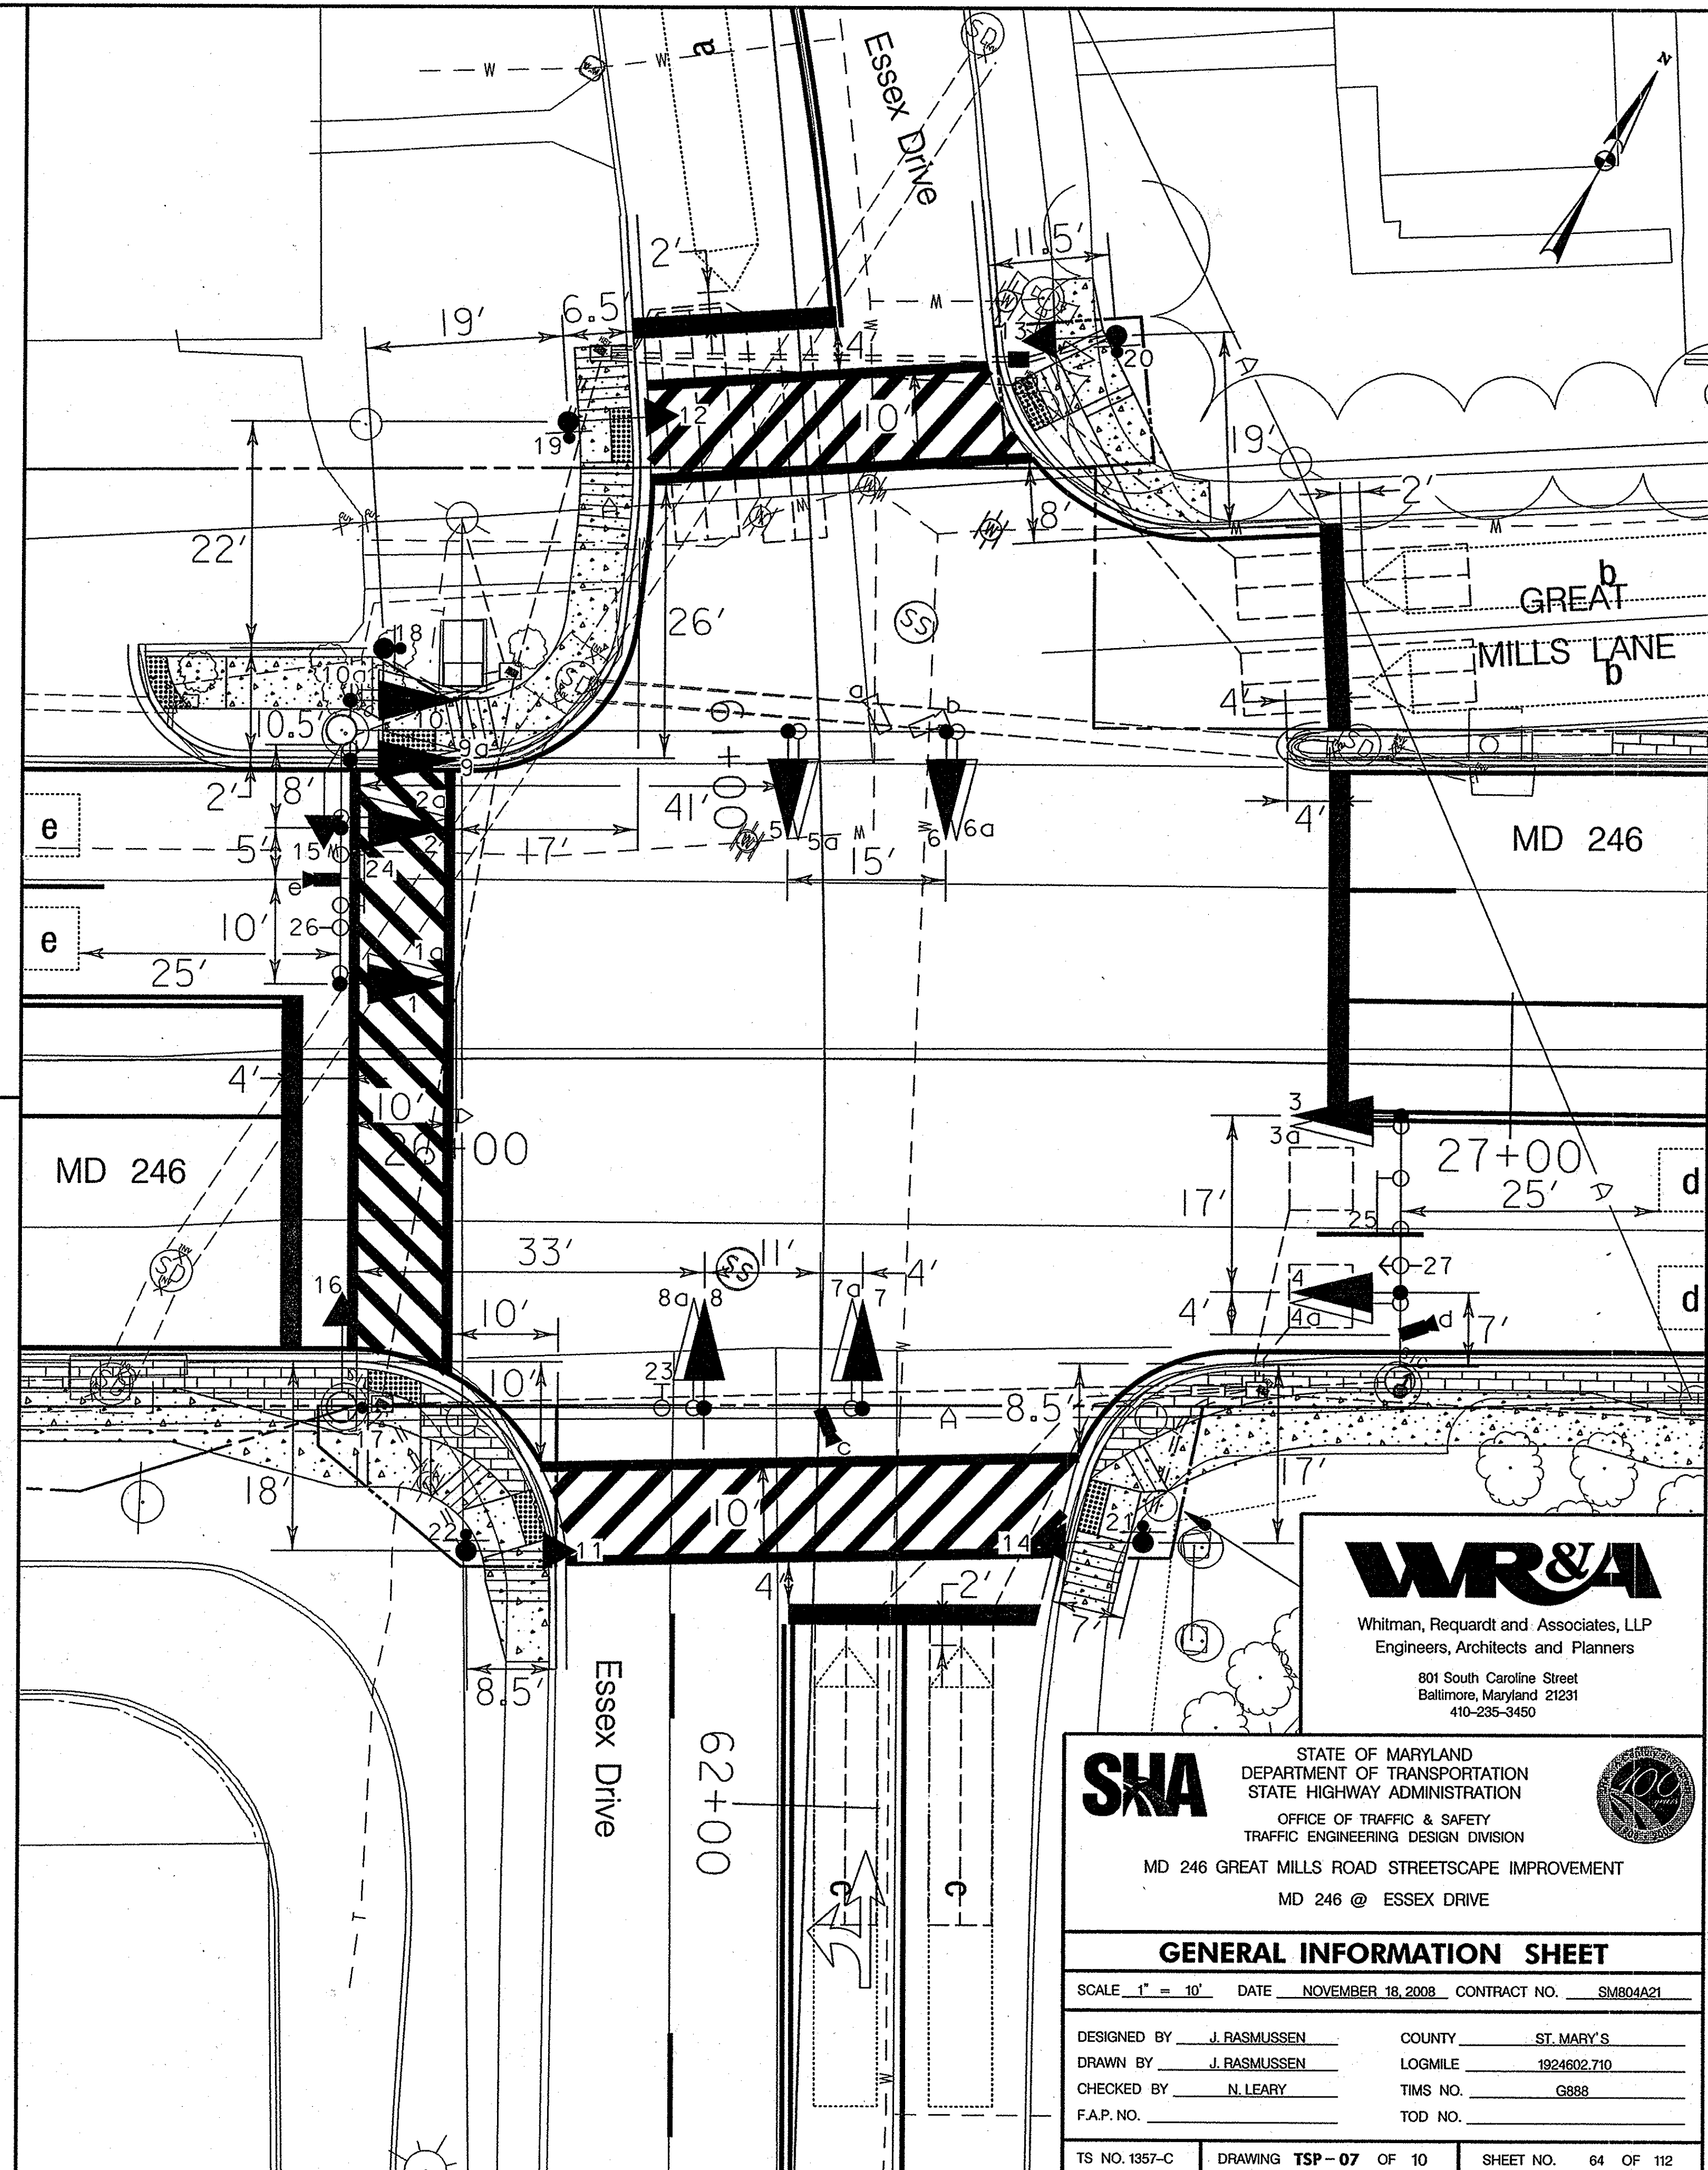 Essex Drive
a
W
W
N
2'
11.5'
19'
6.5
4'
13
20
12
10'
19
19'
2'
8'
22'
26'
b
GREAT
MILLS LANE
b
18
10a
10
10.5'
9a
9
SS
a
b
4'
61+00
2'
8'
41'
4'
MD 246
e
5'
15
2a
2
24
17'
5
5a
6
6a
15'
e
e
10'
26
25'
1a
1
4'
10'
26+00
MD 246
3
3a
27+00
25'
d
17'
25
33'
SS
11'
4'
27
16
8a
8
7a
7
4
4a
d
4'
7'
d
10'
10'
23
8.5'
c
17
18'
17'
10'
22
11
14
21
4'
2'
7'
8.5'
Essex Drive
62+00
c
c
T
WR&A
Whitman, Requardt and Associates, LLP
Engineers, Architects and Planners
801 South Caroline Street
Baltimore, Maryland 21231
410-235-3450
SHA
STATE OF MARYLAND
DEPARTMENT OF TRANSPORTATION
STATE HIGHWAY ADMINISTRATION
OFFICE OF TRAFFIC & SAFETY
TRAFFIC ENGINEERING DESIGN DIVISION
100 years
MD 246 GREAT MILLS ROAD STREETSCAPE IMPROVEMENT
MD 246 @ ESSEX DRIVE
GENERAL INFORMATION SHEET
SCALE 1" = 10' DATE NOVEMBER 18, 2008 CONTRACT NO. SM804A21
DESIGNED BY J. RASMUSSEN COUNTY ST. MARY'S
DRAWN BY J. RASMUSSEN LOGMILE 1924602.710
CHECKED BY N. LEARY TIMS NO. G888
F.A.P. NO. TOD NO.
TS NO. 1357-C DRAWING TSP-07 OF 10 SHEET NO. 64 OF 112